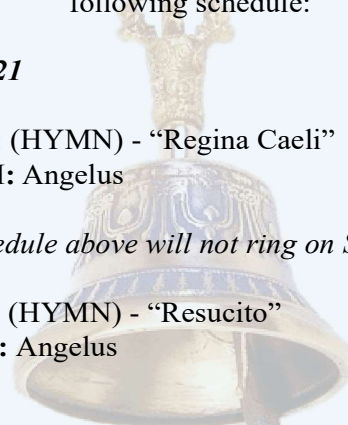 following schedule:
21
(HYMN) - “Regina Caeli”
: Angelus
edule above will not ring on S
(HYMN) - “Resucito”
: Angelus